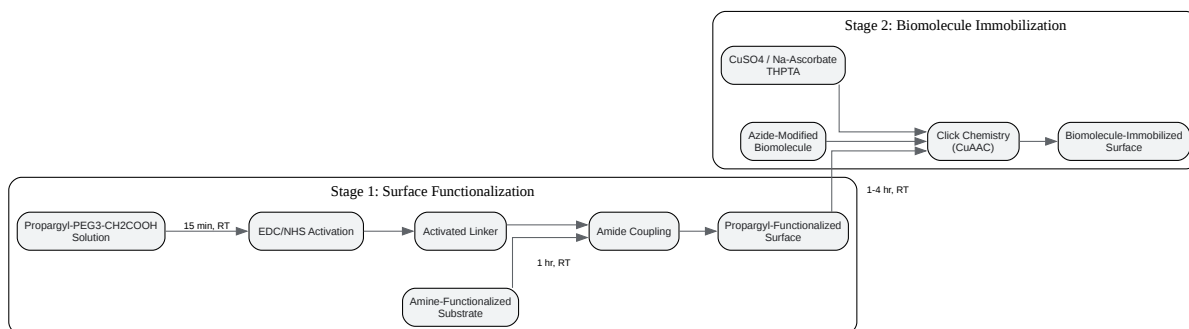 Stage 2: Biomolecule Immobilization
CuSO4 / Na-Ascorbate
THPTA
Azide-Modified
Biomolecule
Click Chemistry
(CuAAC)
Biomolecule-Immobilized
Surface
1-4 hr, RT
Stage 1: Surface Functionalization
Propargyl-PEG3-CH2COOH
Solution
15 min, RT
EDC/NHS Activation
Activated Linker
Amide Coupling
Propargyl-Functionalized
Surface
1 hr, RT
Amine-Functionalized
Substrate